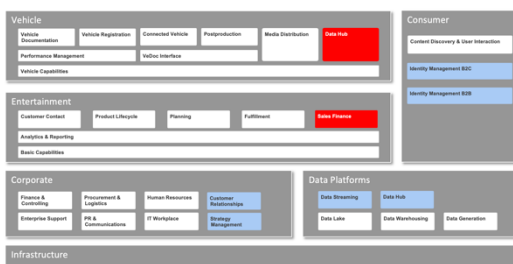 Vehicle
Vehicle
Documentation
Vehicle Registration
Connected Vehicle
Postproduction
Media Distribution
Data Hub
Performance Management
VeDoc Interface
Vehicle Capabilities
Consumer
Content Discovery & User Interaction
Identity Management B2C
Identity Management B2B
Entertainment
Customer Contact
Product Lifecycle
Planning
Fulfillment
Sales Finance
Analytics & Reporting
Basic Capabilities
Corporate
Finance &
Controlling
Procurement &
Logistics
Human Resources
Customer
Relationships
Enterprise Support
PR &
Communications
IT Workplace
Strategy
Management
Data Platforms
Data Streaming
Data Hub
Data Lake
Data Warehousing
Data Generation
Infrastructure